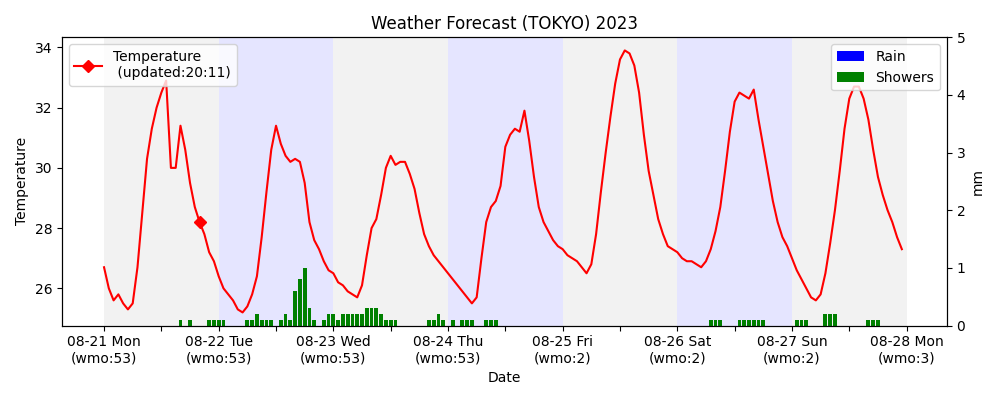 Weather Forecast (TOKYO) 2023
Temperature
(updated:20:11)
Rain
Showers
34
32
30
28
26
Temperature
5
4
3
2
1
0
mm
08-21 Mon
(wmo:53)
08-22 Tue
(wmo:53)
08-23 Wed
(wmo:53)
08-24 Thu
(wmo:53)
08-25 Fri
(wmo:2)
08-26 Sat
(wmo:2)
08-27 Sun
(wmo:2)
08-28 Mon
(wmo:3)
Date